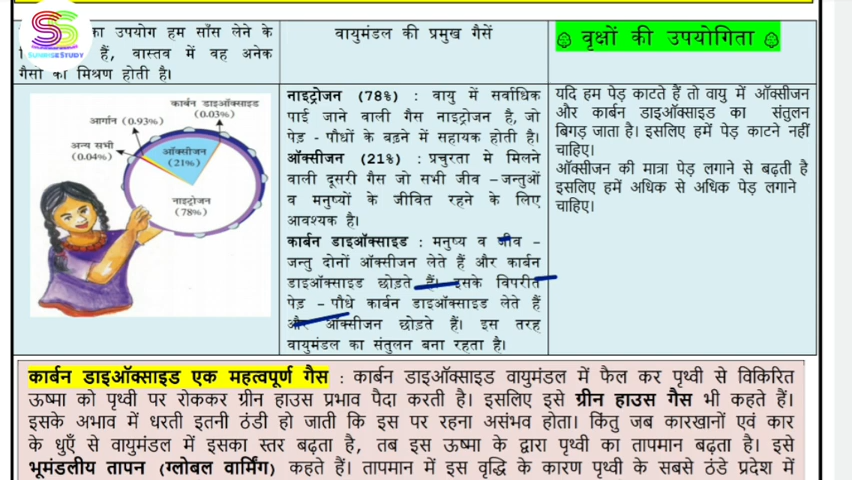 का उपयोग हम साँस लेने के
हैं, वास्तव में वह अनेक
गैसों का मिश्रण होती है।
SUNRISE STUDY
वायुमंडल की प्रमुख गैसें
वृक्षों की उपयोगिता
कार्बन डाइऑक्साइड
(0.03%)
आर्गान (0.93%)
अन्य सभी
(0.04%)
ऑक्सीजन
(21%)
नाइट्रोजन
(78%)
नाइट्रोजन (78%) : वायु में सर्वाधिक
पाई जाने वाली गैस नाइट्रोजन है, जो
पेड़ - पौधों के बड़ने में सहायक होती है।
ऑक्सीजन (21%) : प्रचुरता मे मिलने
वाली दूसरी गैस जो सभी जीव –जन्तुओं
व मनुष्यों के जीवित रहने के लिए
आवश्यक है।
कार्बन डाइऑक्साइड : मनुष्य व जीव –
जन्तु दोनों ऑक्सीजन लेते हैं और कार्बन
डाइऑक्साइड छोड़ते हैं। इसके विपरीत
पेड़ – पौधे कार्बन डाइऑक्साइड लेते हैं
और ऑक्सीजन छोड़ते हैं। इस तरह
वायुमंडल का संतुलन बना रहता है।
यदि हम पेड़ काटते हैं तो वायु में ऑक्सीजन
और कार्बन डाइऑक्साइड का संतुलन
बिगड़ जाता है। इसलिए हमें पेड़ काटने नहीं
चाहिए।
ऑक्सीजन की मात्रा पेड़ लगाने से बढ़ती है
इसलिए हमें अधिक से अधिक पेड़ लगाने
चाहिए।
कार्बन डाइऑक्साइड एक महत्वपूर्ण गैस : कार्बन डाइऑक्साइड वायुमंडल में फैल कर पृथ्वी से विकिरित
ऊष्मा को पृथ्वी पर रोककर ग्रीन हाउस प्रभाव पैदा करती है। इसलिए इसे ग्रीन हाउस गैस भी कहते हैं।
इसके अभाव में धरती इतनी ठंडी हो जाती कि इस पर रहना असंभव होता। किंतु जब कारखानों एवं कार
के धुएँ से वायुमंडल में इसका स्तर बढ़ता है, तब इस ऊष्मा के द्वारा पृथ्वी का तापमान बढ़ता है। इसे
भूमंडलीय तापन (ग्लोबल वार्मिंग) कहते हैं। तापमान में इस वृद्धि के कारण पृथ्वी के सबसे ठंडे प्रदेश में